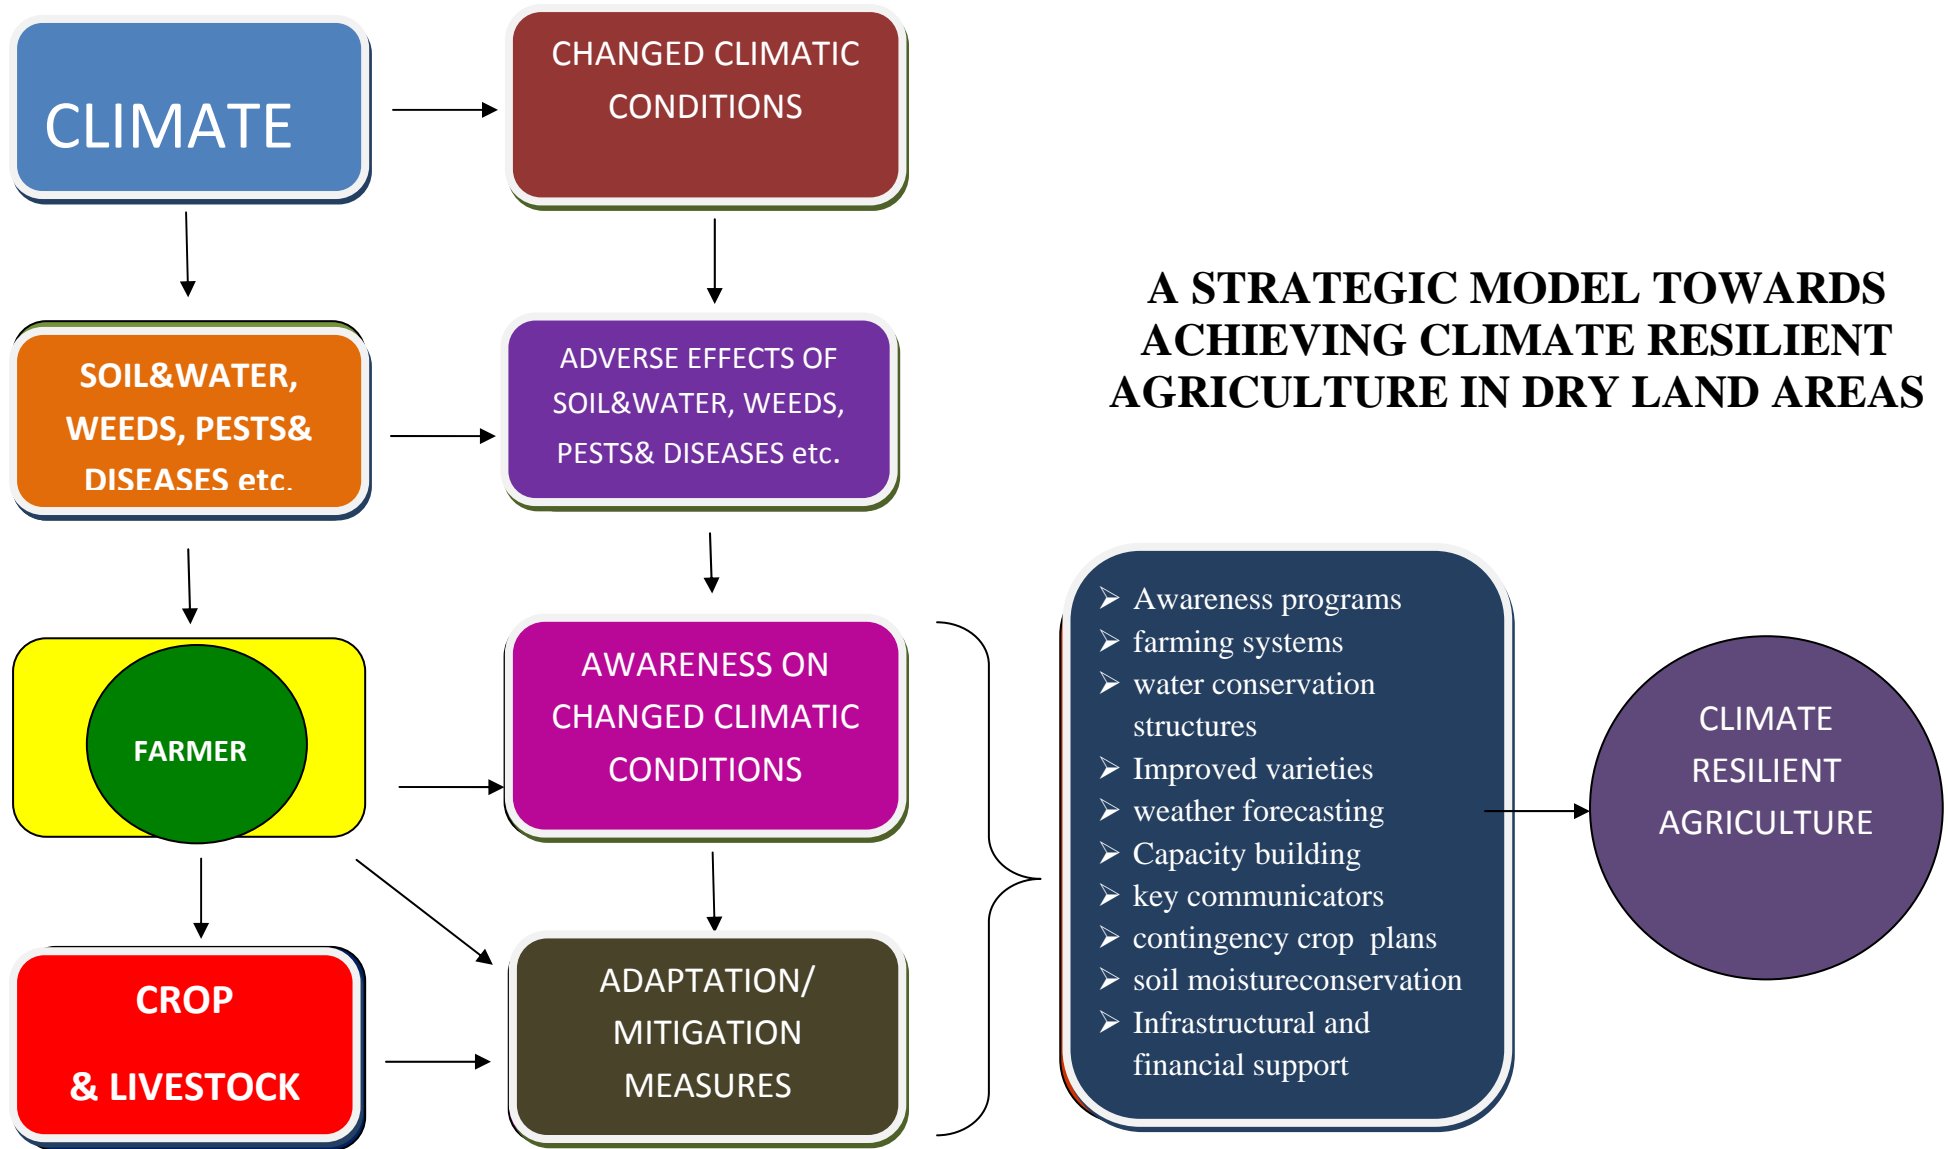 CLIMATE
CHANGED CLIMATIC
CONDITIONS
A STRATEGIC MODEL TOWARDS
ACHIEVING CLIMATE RESILIENT
AGRICULTURE IN DRY LAND AREAS
SOIL&WATER,
WEEDS, PESTS&
DISEASES etc.
ADVERSE EFFECTS OF
SOIL&WATER, WEEDS,
PESTS& DISEASES etc.
FARMER
AWARENESS ON
CHANGED CLIMATIC
CONDITIONS
CROP
& LIVESTOCK
ADAPTATION/
MITIGATION
MEASURES
➢ Awareness programs
➢ farming systems
➢ water conservation
structures
➢ Improved varieties
➢ weather forecasting
➢ Capacity building
➢ key communicators
➢ contingency crop  plans
➢ soil moistureconservation
➢ Infrastructural and
financial support
CLIMATE
RESILIENT
AGRICULTURE